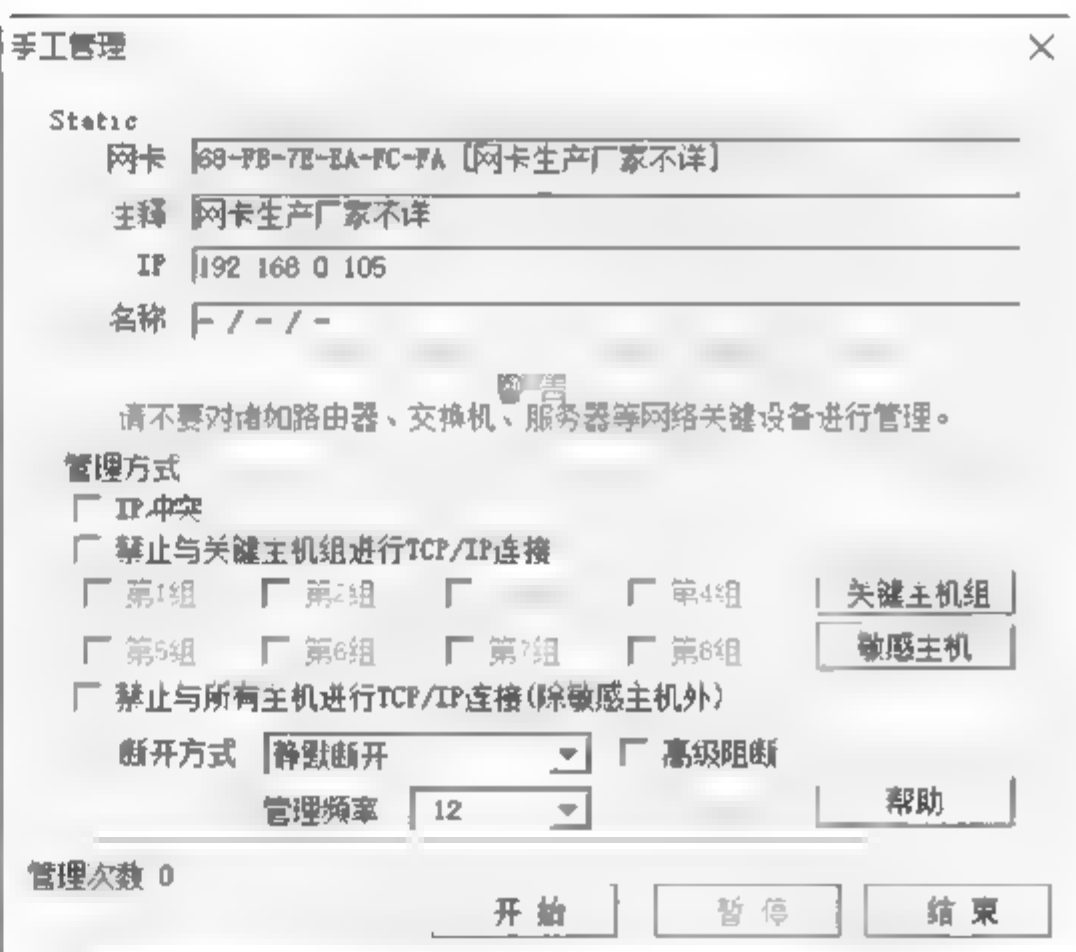 手工管理
Static
网卡 68-FB-7E-EA-FC-FA [网卡生产厂家不详]
主释 网卡生产厂家不详
IP 192 168 0 105
名称 - / - / -
请不要对诸如路由器、交换机、服务器等网络关键设备进行管理。
管理方式
IP冲突
禁止与关键主机组进行TCP/IP连接
第1组 第2组 第4组 关键主机组
第5组 第6组 第7组 第8组 敏感主机
禁止与所有主机进行TCP/IP连接(除敏感主机外)
断开方式 静默断开 高级阻断
管理频率 12 帮助
管理次数 0
开 始 暂 停 结 束